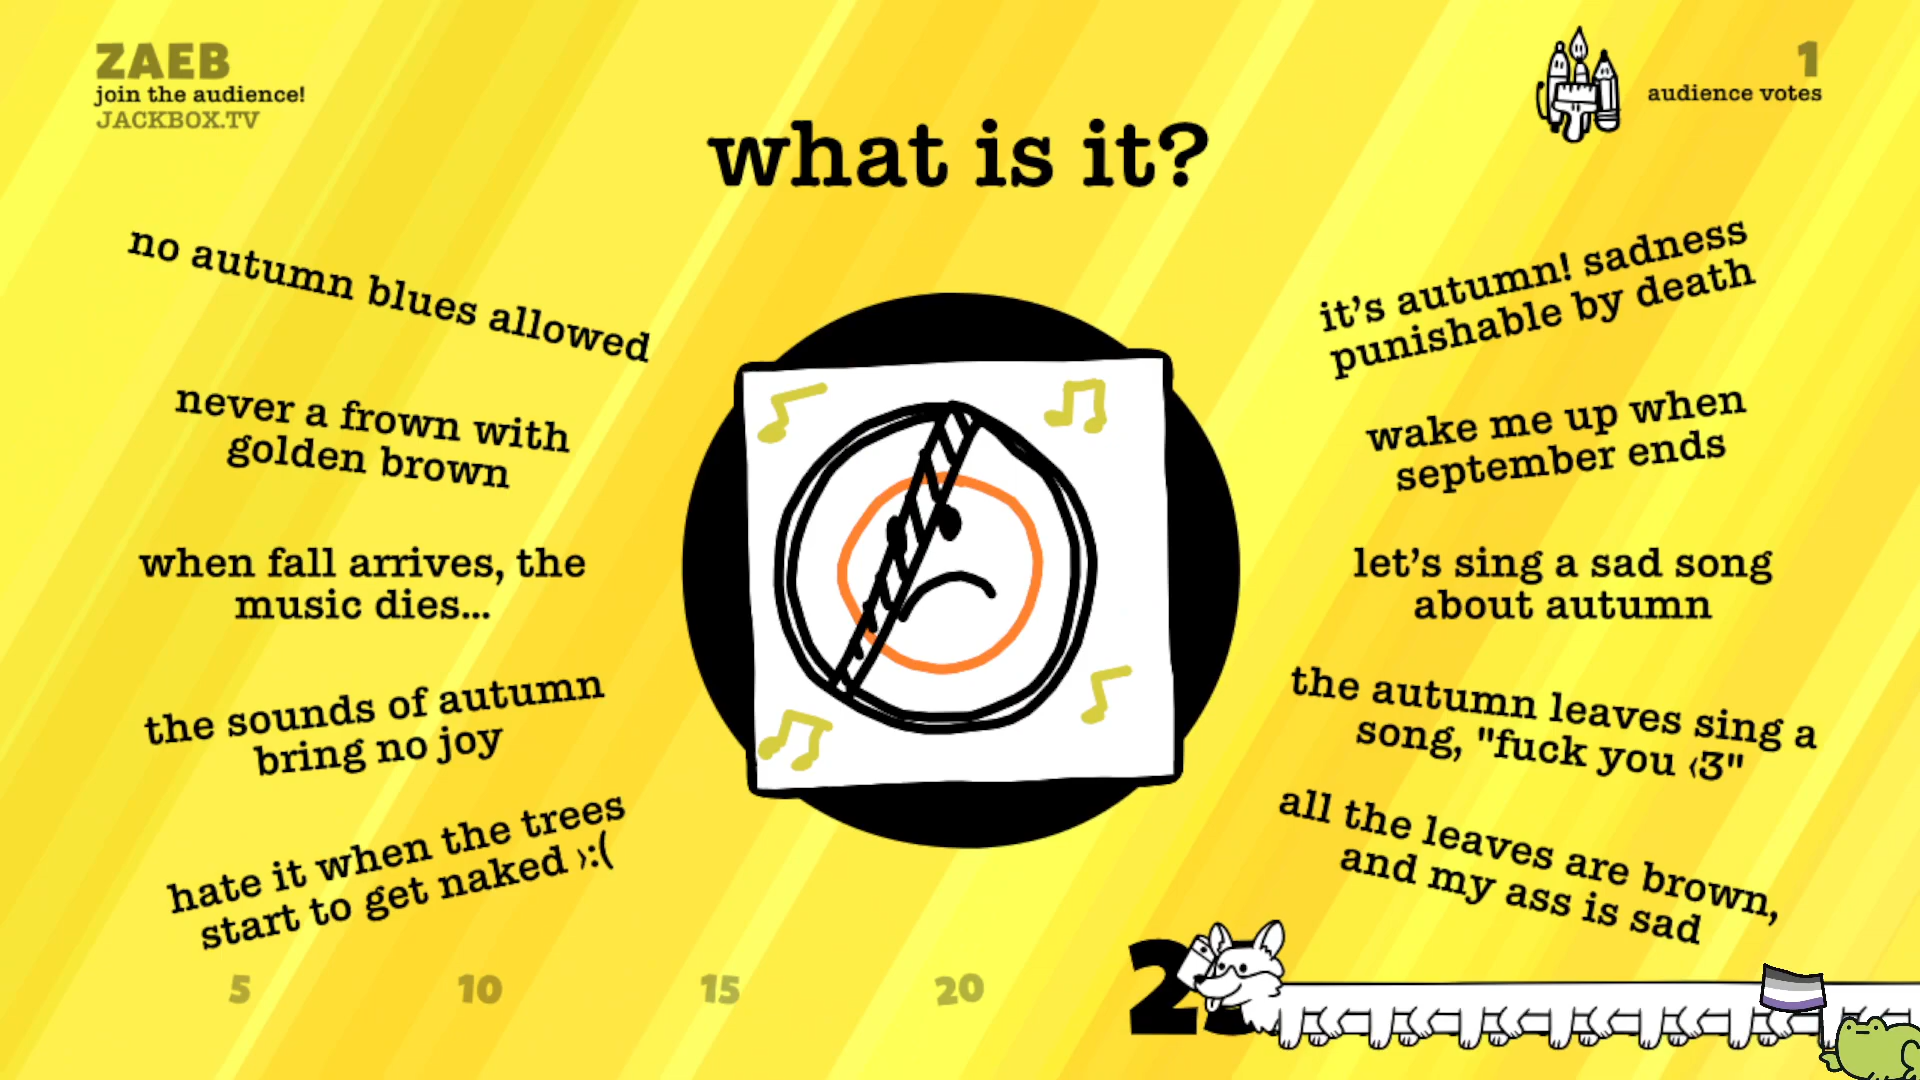 ZAEB
join the audience!
JACKBOX.TV
1
audience votes
what is it?
no autumn blues allowed
never a frown with
golden brown
when fall arrives, the
music dies...
the sounds of autumn
bring no joy
hate it when the trees
start to get naked ›:(
it's autumn! sadness
punishable by death
wake me up when
september ends
let's sing a sad song
about autumn
the autumn leaves sing a
song, "fuck you ‹3"
all the leaves are brown,
and my ass is sad
5 10 15 20